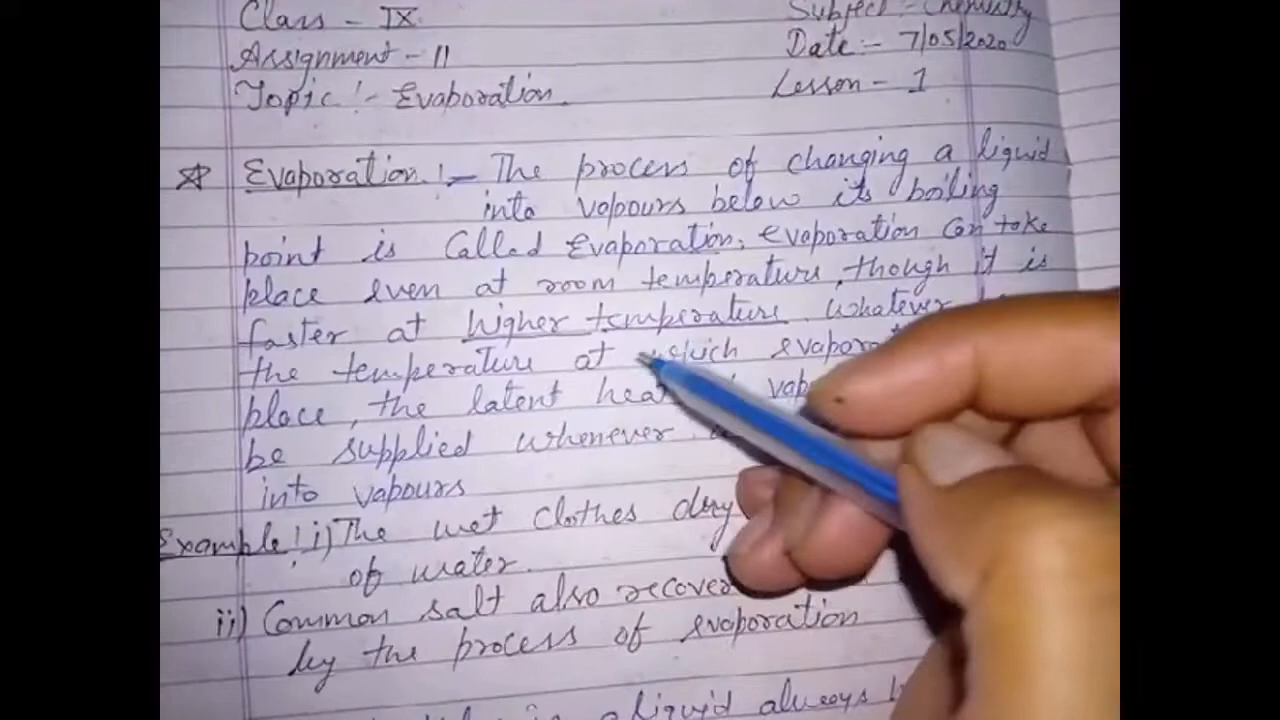 Class - IX
Subject :- Chemistry
Assignment - 11
Date :- 7/05/2020
Topic :- Evaporation.
Lesson - 1
Evaporation :- The process of changing a liquid
into vapours below its boiling
point is called Evaporation. evaporation can take
place even at room temperature, though it is
faster at higher temperature. Whatever
the temperature at which
place, the latent
be supplied whenever
into vapours
Example : i) The wet clothes dry
of water.
ii) Common salt also recover
by the process of evaporation
a liquid always